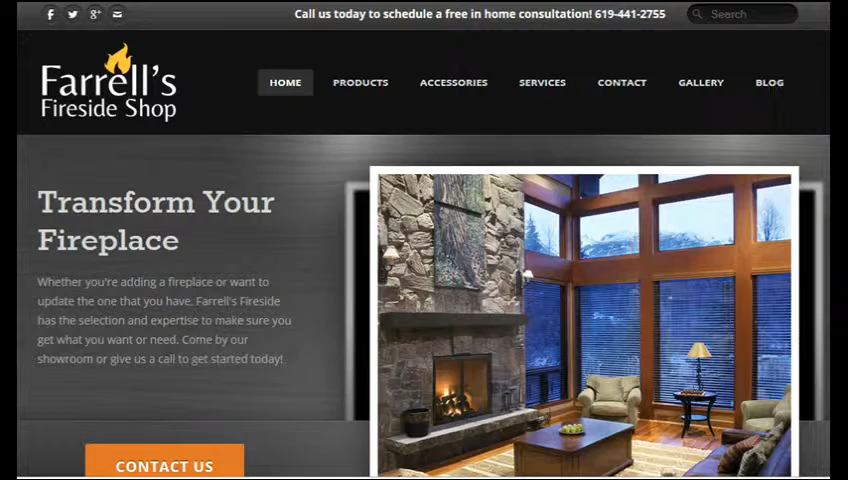 Call us today to schedule a free in home consultation! 619-441-2755
Search
Farrell's
Fireside Shop
HOME
PRODUCTS
ACCESSORIES
SERVICES
CONTACT
GALLERY
BLOG
Transform Your
Fireplace
Whether you're adding a fireplace or want to
update the one that you have, Farrell's Fireside
has the selection and expertise to make sure you
get what you want or need. Come by our
showroom or give us a call to get started today!
CONTACT US